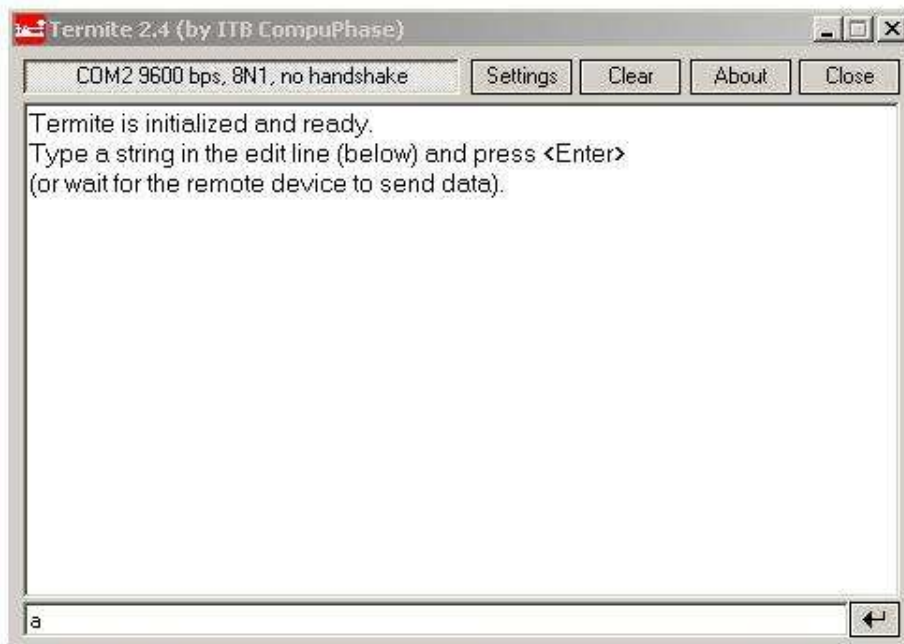 Termite 2.4 (by ITB CompuPhase)
COM2 9600 bps, 8N1, no handshake
Settings
Clear
About
Close
Termite is initialized and ready.
Type a string in the edit line (below) and press <Enter>
(or wait for the remote device to send data).
a